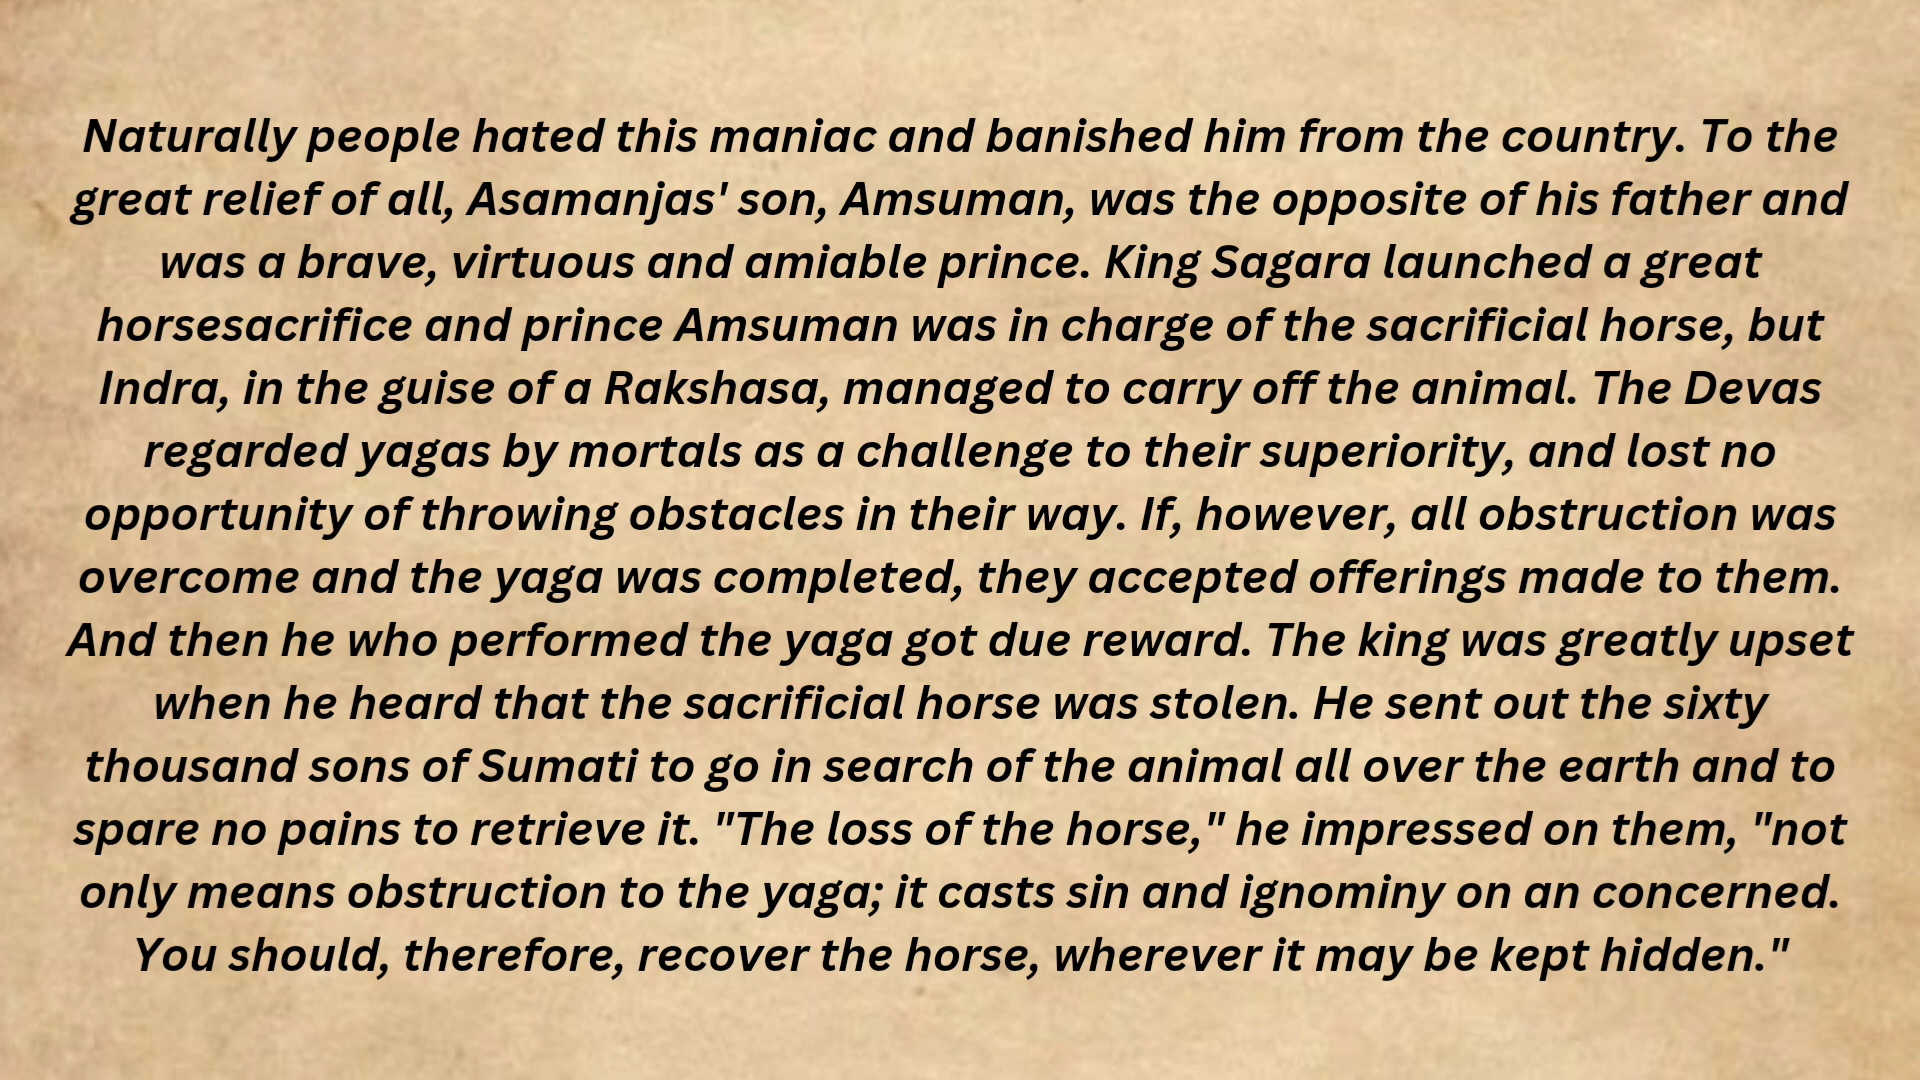 Naturally people hated this maniac and banished him from the country. To the
great relief of all, Asamanjas' son, Amsuman, was the opposite of his father and
was a brave, virtuous and amiable prince. King Sagara launched a great
horsesacrifice and prince Amsuman was in charge of the sacrificial horse, but
Indra, in the guise of a Rakshasa, managed to carry off the animal. The Devas
regarded yagas by mortals as a challenge to their superiority, and lost no
opportunity of throwing obstacles in their way. If, however, all obstruction was
overcome and the yaga was completed, they accepted offerings made to them.
And then he who performed the yaga got due reward. The king was greatly upset
when he heard that the sacrificial horse was stolen. He sent out the sixty
thousand sons of Sumati to go in search of the animal all over the earth and to
spare no pains to retrieve it. "The loss of the horse," he impressed on them, "not
only means obstruction to the yaga; it casts sin and ignominy on an concerned.
You should, therefore, recover the horse, wherever it may be kept hidden."